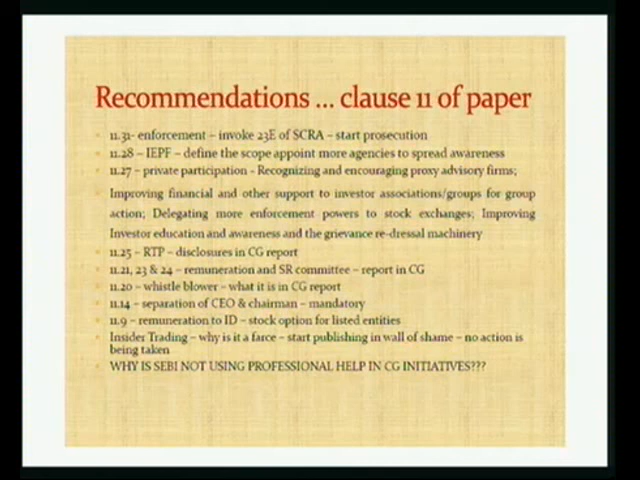 Recommendations ... clause 11 of paper
11.31- enforcement – invoke 23E of SCRA – start prosecution
11.28 – IEPF – define the scope appoint more agencies to spread awareness
11.27 – private participation - Recognizing and encouraging proxy advisory firms;
Improving financial and other support to investor associations/groups for group
action; Delegating more enforcement powers to stock exchanges; Improving
Investor education and awareness and the grievance re-dressal machinery
11.25 – RTP – disclosures in CG report
11.21, 23 & 24 – remuneration and SR committee – report in CG
11.20 – whistle blower – what it is in CG report
11.14 – separation of CEO & chairman – mandatory
11.9 – remuneration to ID – stock option for listed entities
Insider Trading – why is it a farce – start publishing in wall of shame – no action is
being taken
WHY IS SEBI NOT USING PROFESSIONAL HELP IN CG INITIATIVES???